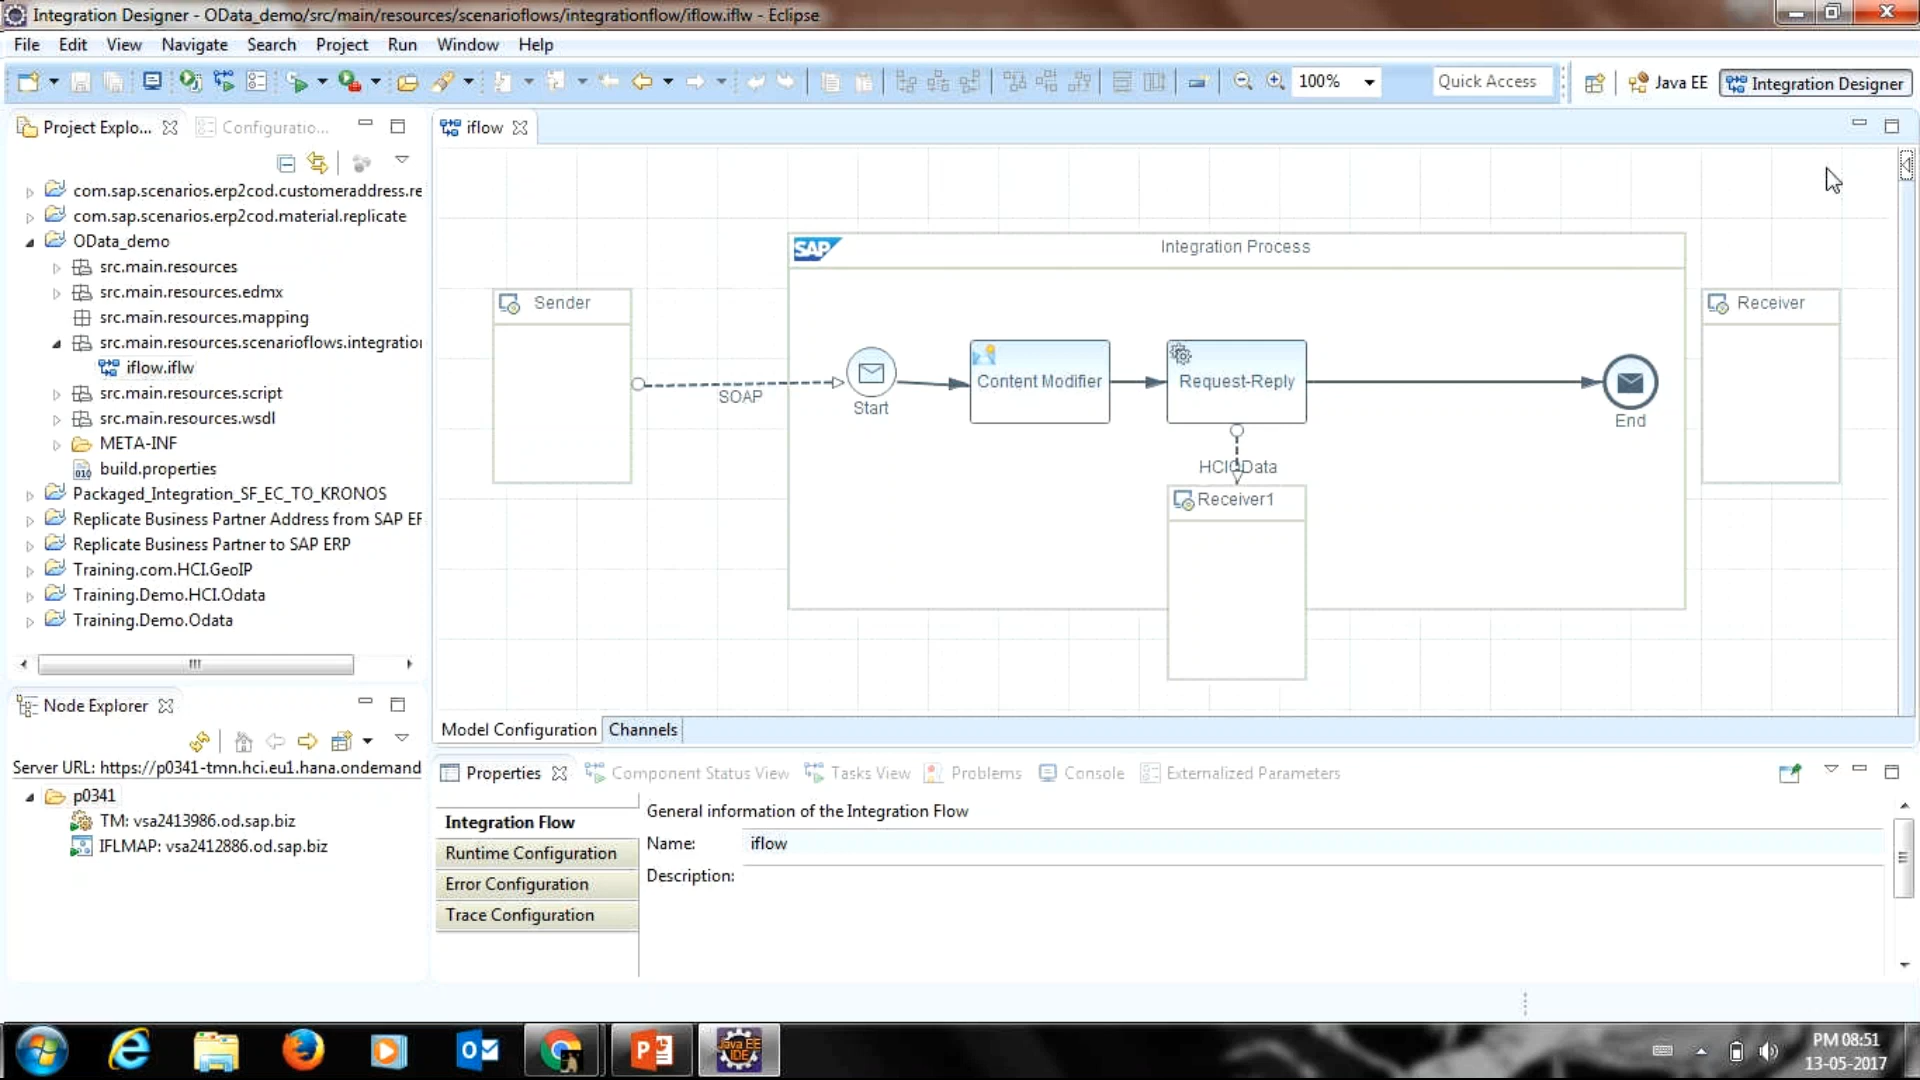 Integration Designer - OData_demo/src/main/resources/scenarioflows/integrationflow/iflow.iflw - Eclipse
File Edit View Navigate Search Project Run Window Help
100% Quick Access Java EE Integration Designer
Project Explo... Configuratio...
com.sap.scenarios.erp2cod.customeraddress.re
com.sap.scenarios.erp2cod.material.replicate
OData_demo
src.main.resources
src.main.resources.edmx
src.main.resources.mapping
src.main.resources.scenarioflows.integration
iflow.iflw
src.main.resources.script
src.main.resources.wsdl
META-INF
build.properties
Packaged_Integration_SF_EC_TO_KRONOS
Replicate Business Partner Address from SAP ER
Replicate Business Partner to SAP ERP
Training.com.HCI.GeoIP
Training.Demo.HCI.Odata
Training.Demo.Odata
Node Explorer
Server URL: https://p0341-tmn.hci.eu1.hana.ondemand
p0341
TM: vsa2413986.od.sap.biz
IFLMAP: vsa2412886.od.sap.biz
iflow
SAP Integration Process
Sender
SOAP
Start
Content Modifier
Request-Reply
HCIOData
Receiver1
End
Receiver
Model Configuration Channels
Properties Component Status View Tasks View Problems Console Externalized Parameters
Integration Flow
Runtime Configuration
Error Configuration
Trace Configuration
General information of the Integration Flow
Name: iflow
Description:
Java EE
IDE
PM 08:51
13-05-2017